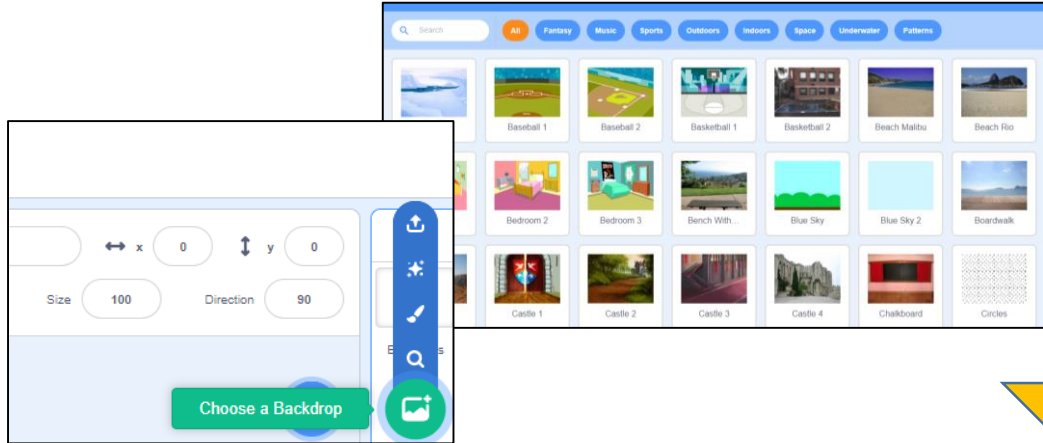 Search All Fantasy Music Sports Outdoors Indoors Space Underwater Patterns
Baseball 1 Baseball 2 Basketball 1 Basketball 2 Beach Malibu Beach Rio
Bedroom 2 Bedroom 3 Bench With... Blue Sky Blue Sky 2 Boardwalk
Castle 1 Castle 2 Castle 3 Castle 4 Chalkboard Circles
x 0 y 0
Size 100 Direction 90
Choose a Backdrop